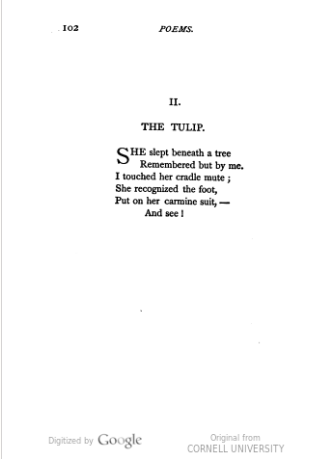 102
POEMS.
II.
THE TULIP.
SHE slept beneath a tree
Remembered but by me.
I touched her cradle mute ;
She recognized the foot,
Put on her carmine suit, —
And see !
Digitized by Google
Original from
CORNELL UNIVERSITY